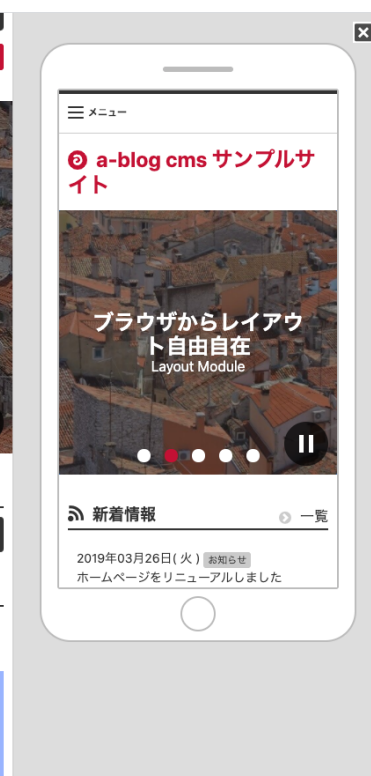 メニュー
a-blog cms サンプルサ
イト
ブラウザからレイアウ
ト自由自在
Layout Module
新着情報
一覧
2019年03月26日( 火 ) お知らせ
ホームページをリニューアルしました